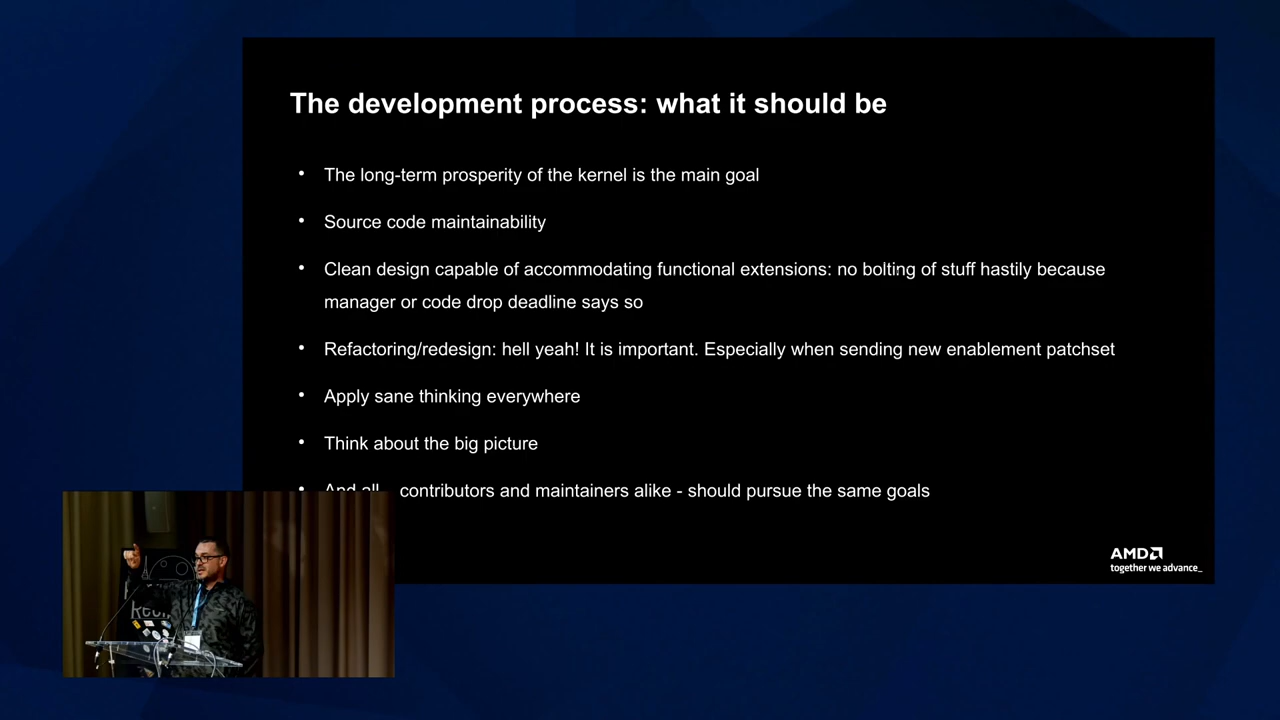 The development process: what it should be
• The long-term prosperity of the kernel is the main goal
• Source code maintainability
• Clean design capable of accommodating functional extensions: no bolting of stuff hastily because
manager or code drop deadline says so
• Refactoring/redesign: hell yeah! It is important. Especially when sending new enablement patchset
• Apply sane thinking everywhere
• Think about the big picture
• And all contributors and maintainers alike - should pursue the same goals
AMD
together we advance_